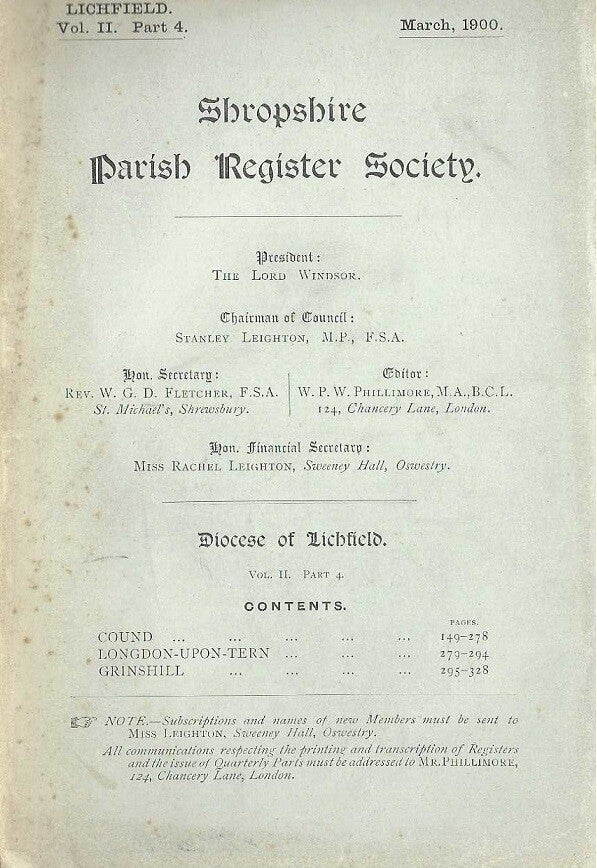 LICHFIELD.
Vol. II. Part 4.
March, 1900.
Shropshire
Parish Register Society.
President:
THE LORD WINDSOR.
Chairman of Council:
STANLEY LEIGHTON, M.P., F.S.A.
Hon. Secretary:
REV. W. G. D. FLETCHER, F.S.A.
St. Michael's, Shrewsbury.
Editor:
W. P. W. PHILLIMORE, M.A., B.C.L.
124, Chancery Lane, London.
Hon. Financial Secretary:
MISS RACHEL LEIGHTON, Sweeney Hall, Oswestry.
Diocese of Lichfield.
VOL. II. PART 4.
CONTENTS.
PAGES.
COUND ... ... ... ... ... 149-278
LONGDON-UPON-TERN ... ... ... 279-294
GRINSHILL ... ... ... ... 295-328
NOTE.—Subscriptions and names of new Members must be sent to
MISS LEIGHTON, Sweeney Hall, Oswestry.
All communications respecting the printing and transcription of Registers
and the issue of Quarterly Parts must be addressed to MR. PHILLIMORE,
124, Chancery Lane, London.